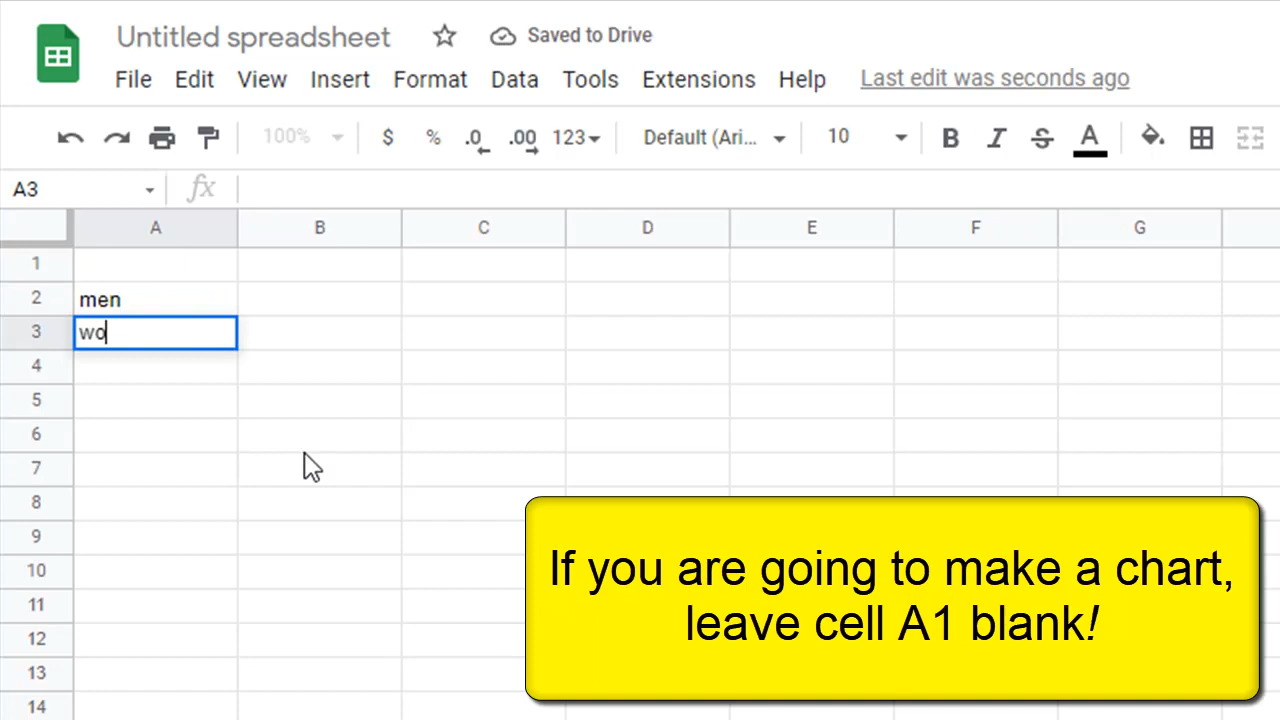 Untitled spreadsheet Saved to Drive
File Edit View Insert Format Data Tools Extensions Help Last edit was seconds ago
100% $ % .0 .00 123 Default (Ari... 10 B I S A
A3 fx
A B C D E F G
1
2 men
3 wo
4
5
6
7
8
9
10
11
12
13
14
If you are going to make a chart,
leave cell A1 blank!